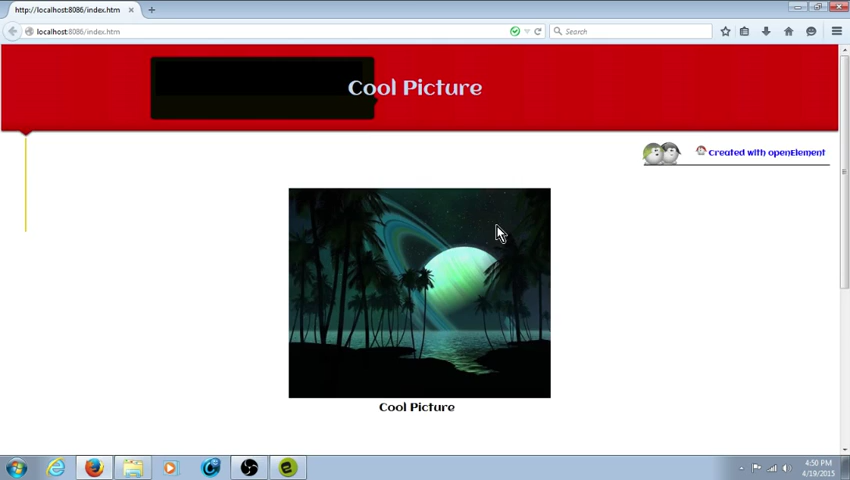 http://localhost:8086/index.htm
localhost:8086/index.htm
Search
Cool Picture
Created with openElement
Cool Picture
4:50 PM
4/19/2015